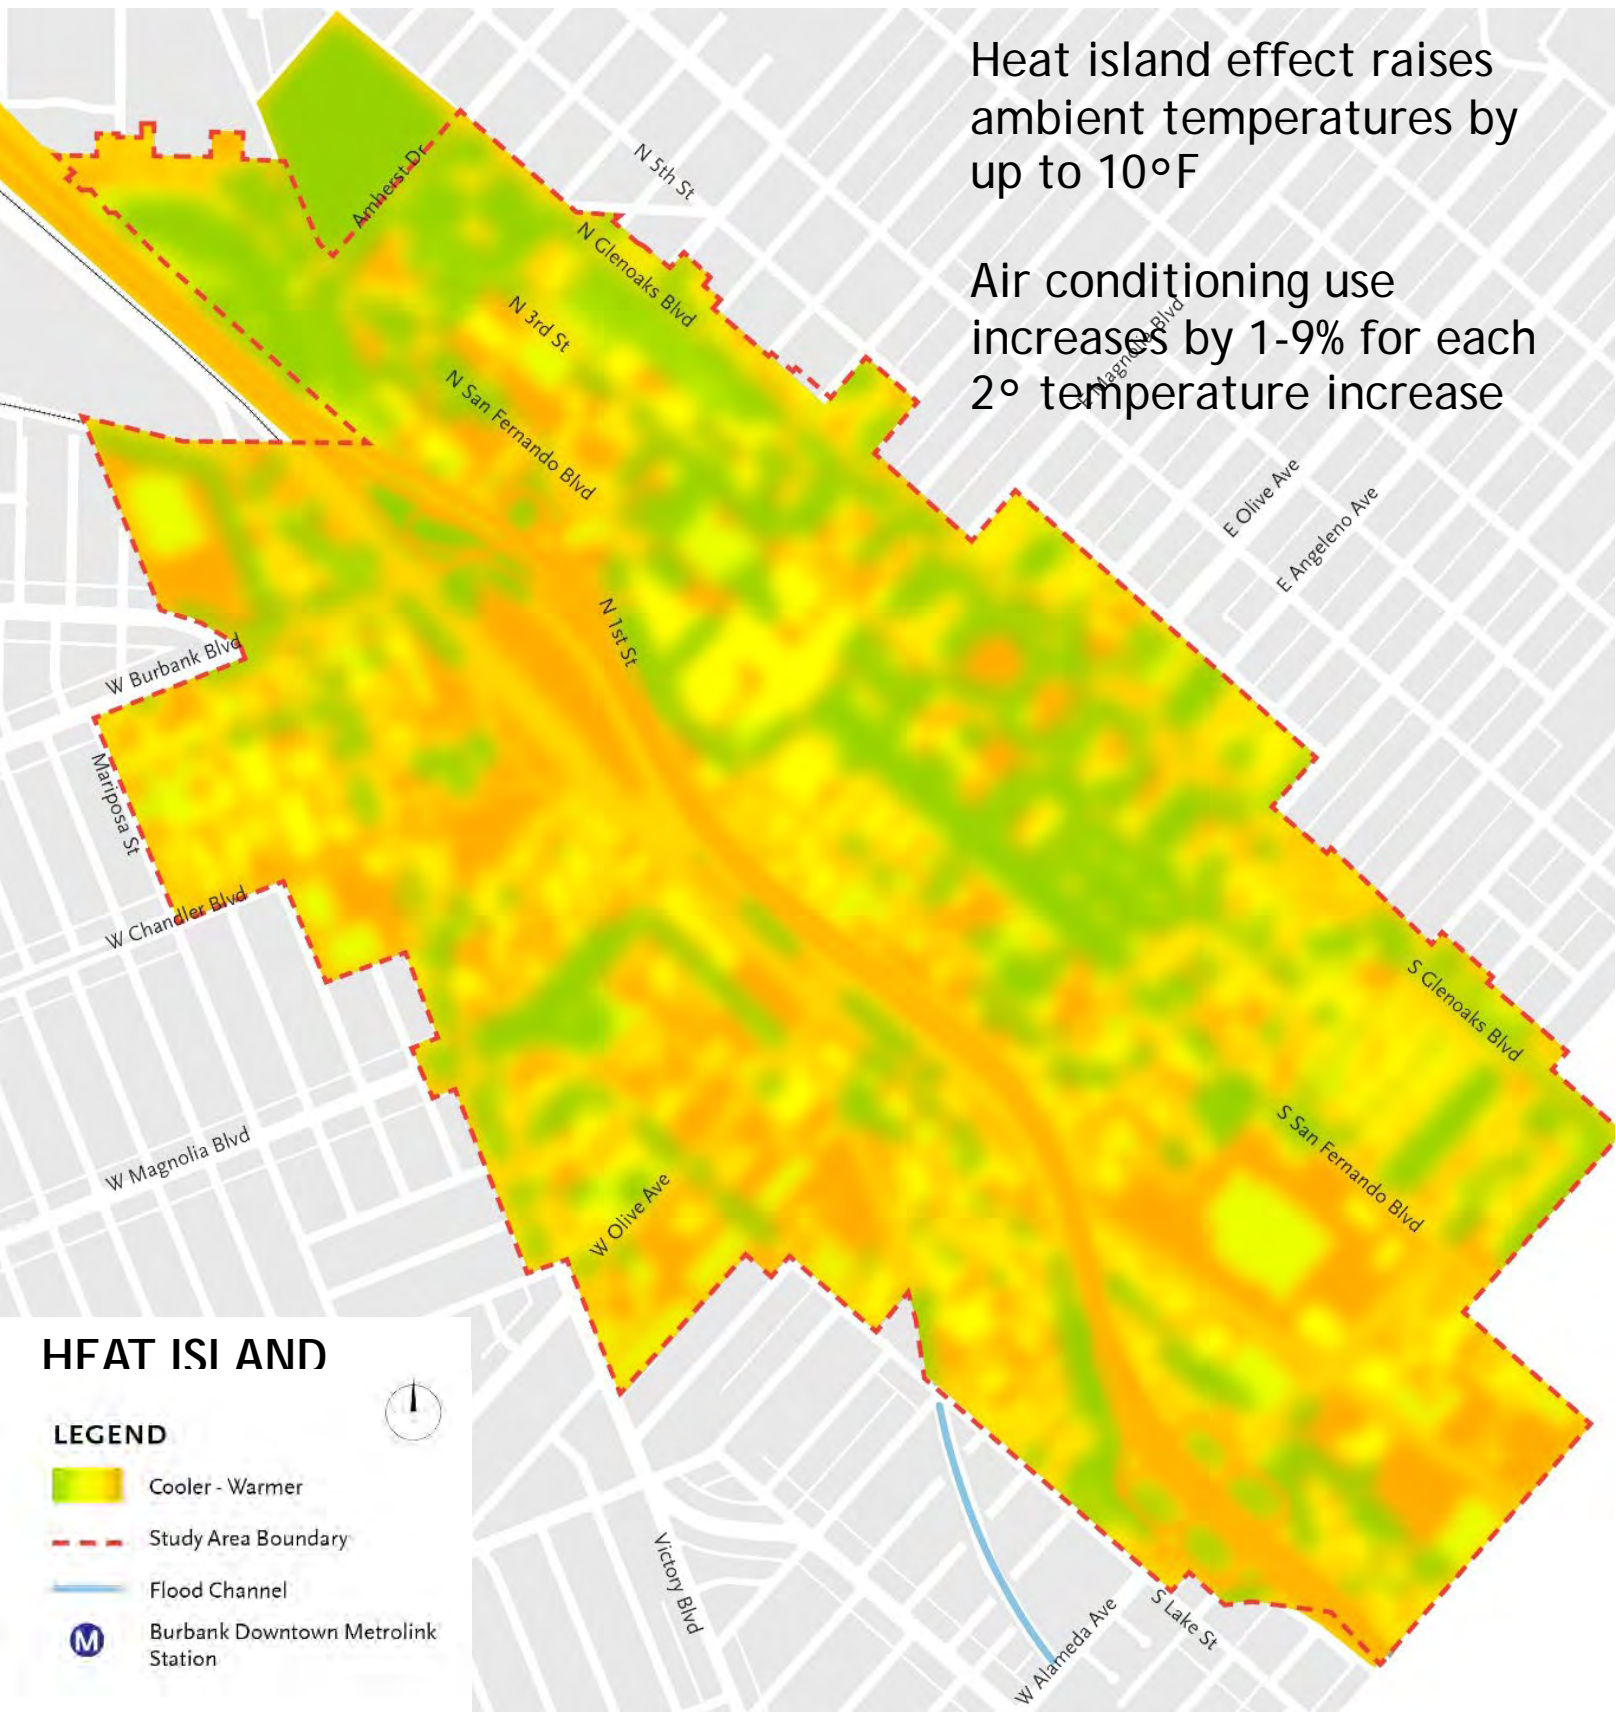 Heat island effect raises
ambient temperatures by
up to 10°F
Air conditioning use
increases by 1-9% for each
2° temperature increase
N 5th St
Amherst Dr
N Glenoaks Blvd
N 3rd St
E Magnolia Blvd
N San Fernando Blvd
E Olive Ave
E Angeleno Ave
N 1st St
W Burbank Blvd
Mariposa St
W Chandler Blvd
S Glenoaks Blvd
S San Fernando Blvd
W Magnolia Blvd
W Olive Ave
Victory Blvd
S Lake St
W Alameda Ave
HEAT ISLAND
LEGEND
Cooler - Warmer
Study Area Boundary
Flood Channel
M
Burbank Downtown Metrolink
Station